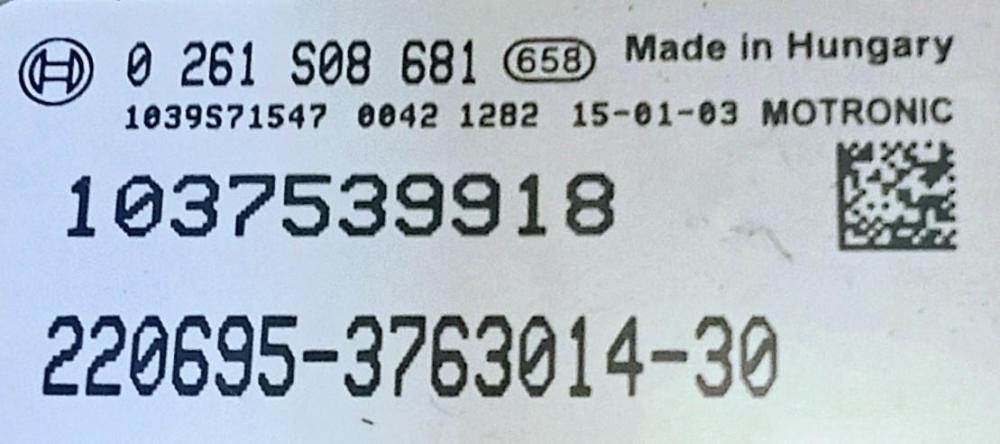 0 261 S08 681 658 Made in Hungary
1039S71547 0042 1282 15-01-03 MOTRONIC
1037539918
220695-3763014-30